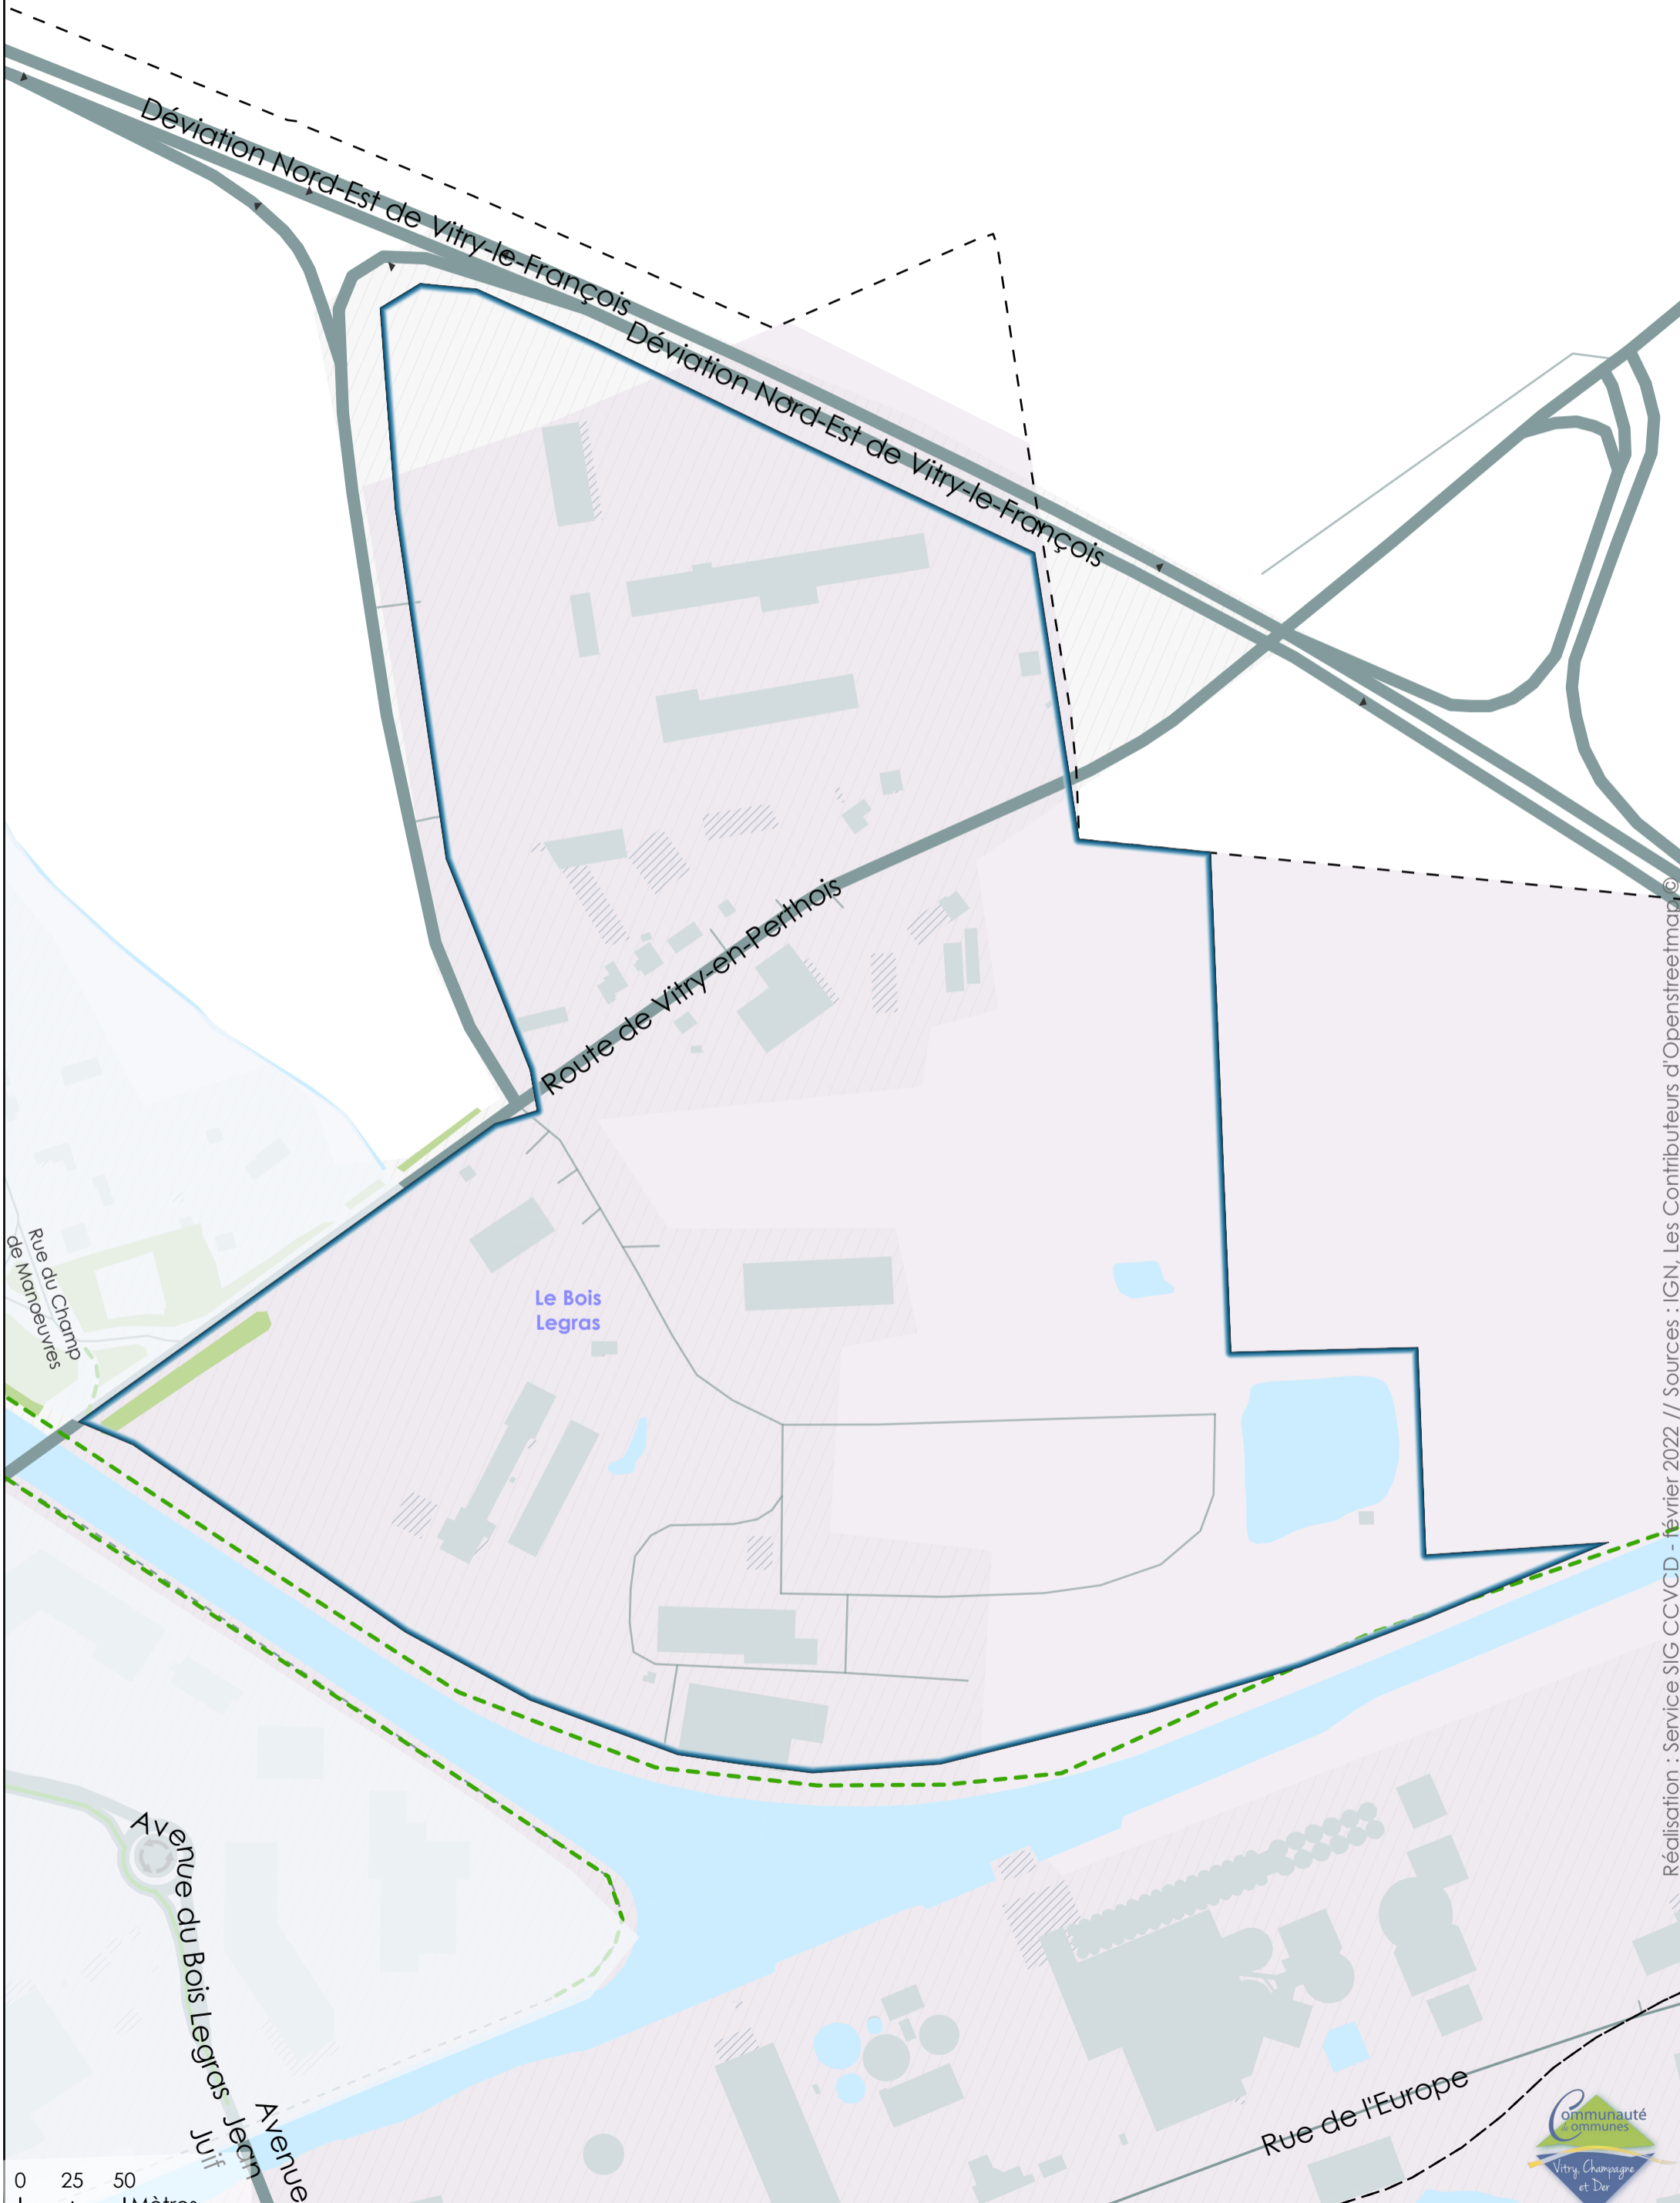 Déviation Nord-Est de Vitry-le-François
Déviation Nord-Est de Vitry-le-François
Route de Vitry-en-Perthois
Rue du Champ
de Manoeuvres
Le Bois
Legras
Avenue du Bois Legras
Avenue
Jean
Juif
Rue de l'Europe
Réalisation : Service SIG CCVCD - février 2022 // Sources : IGN, Les Contributeurs d'Openstreetmap©
0 25 50
Mètres
Communauté
de communes
Vitry, Champagne
et Der